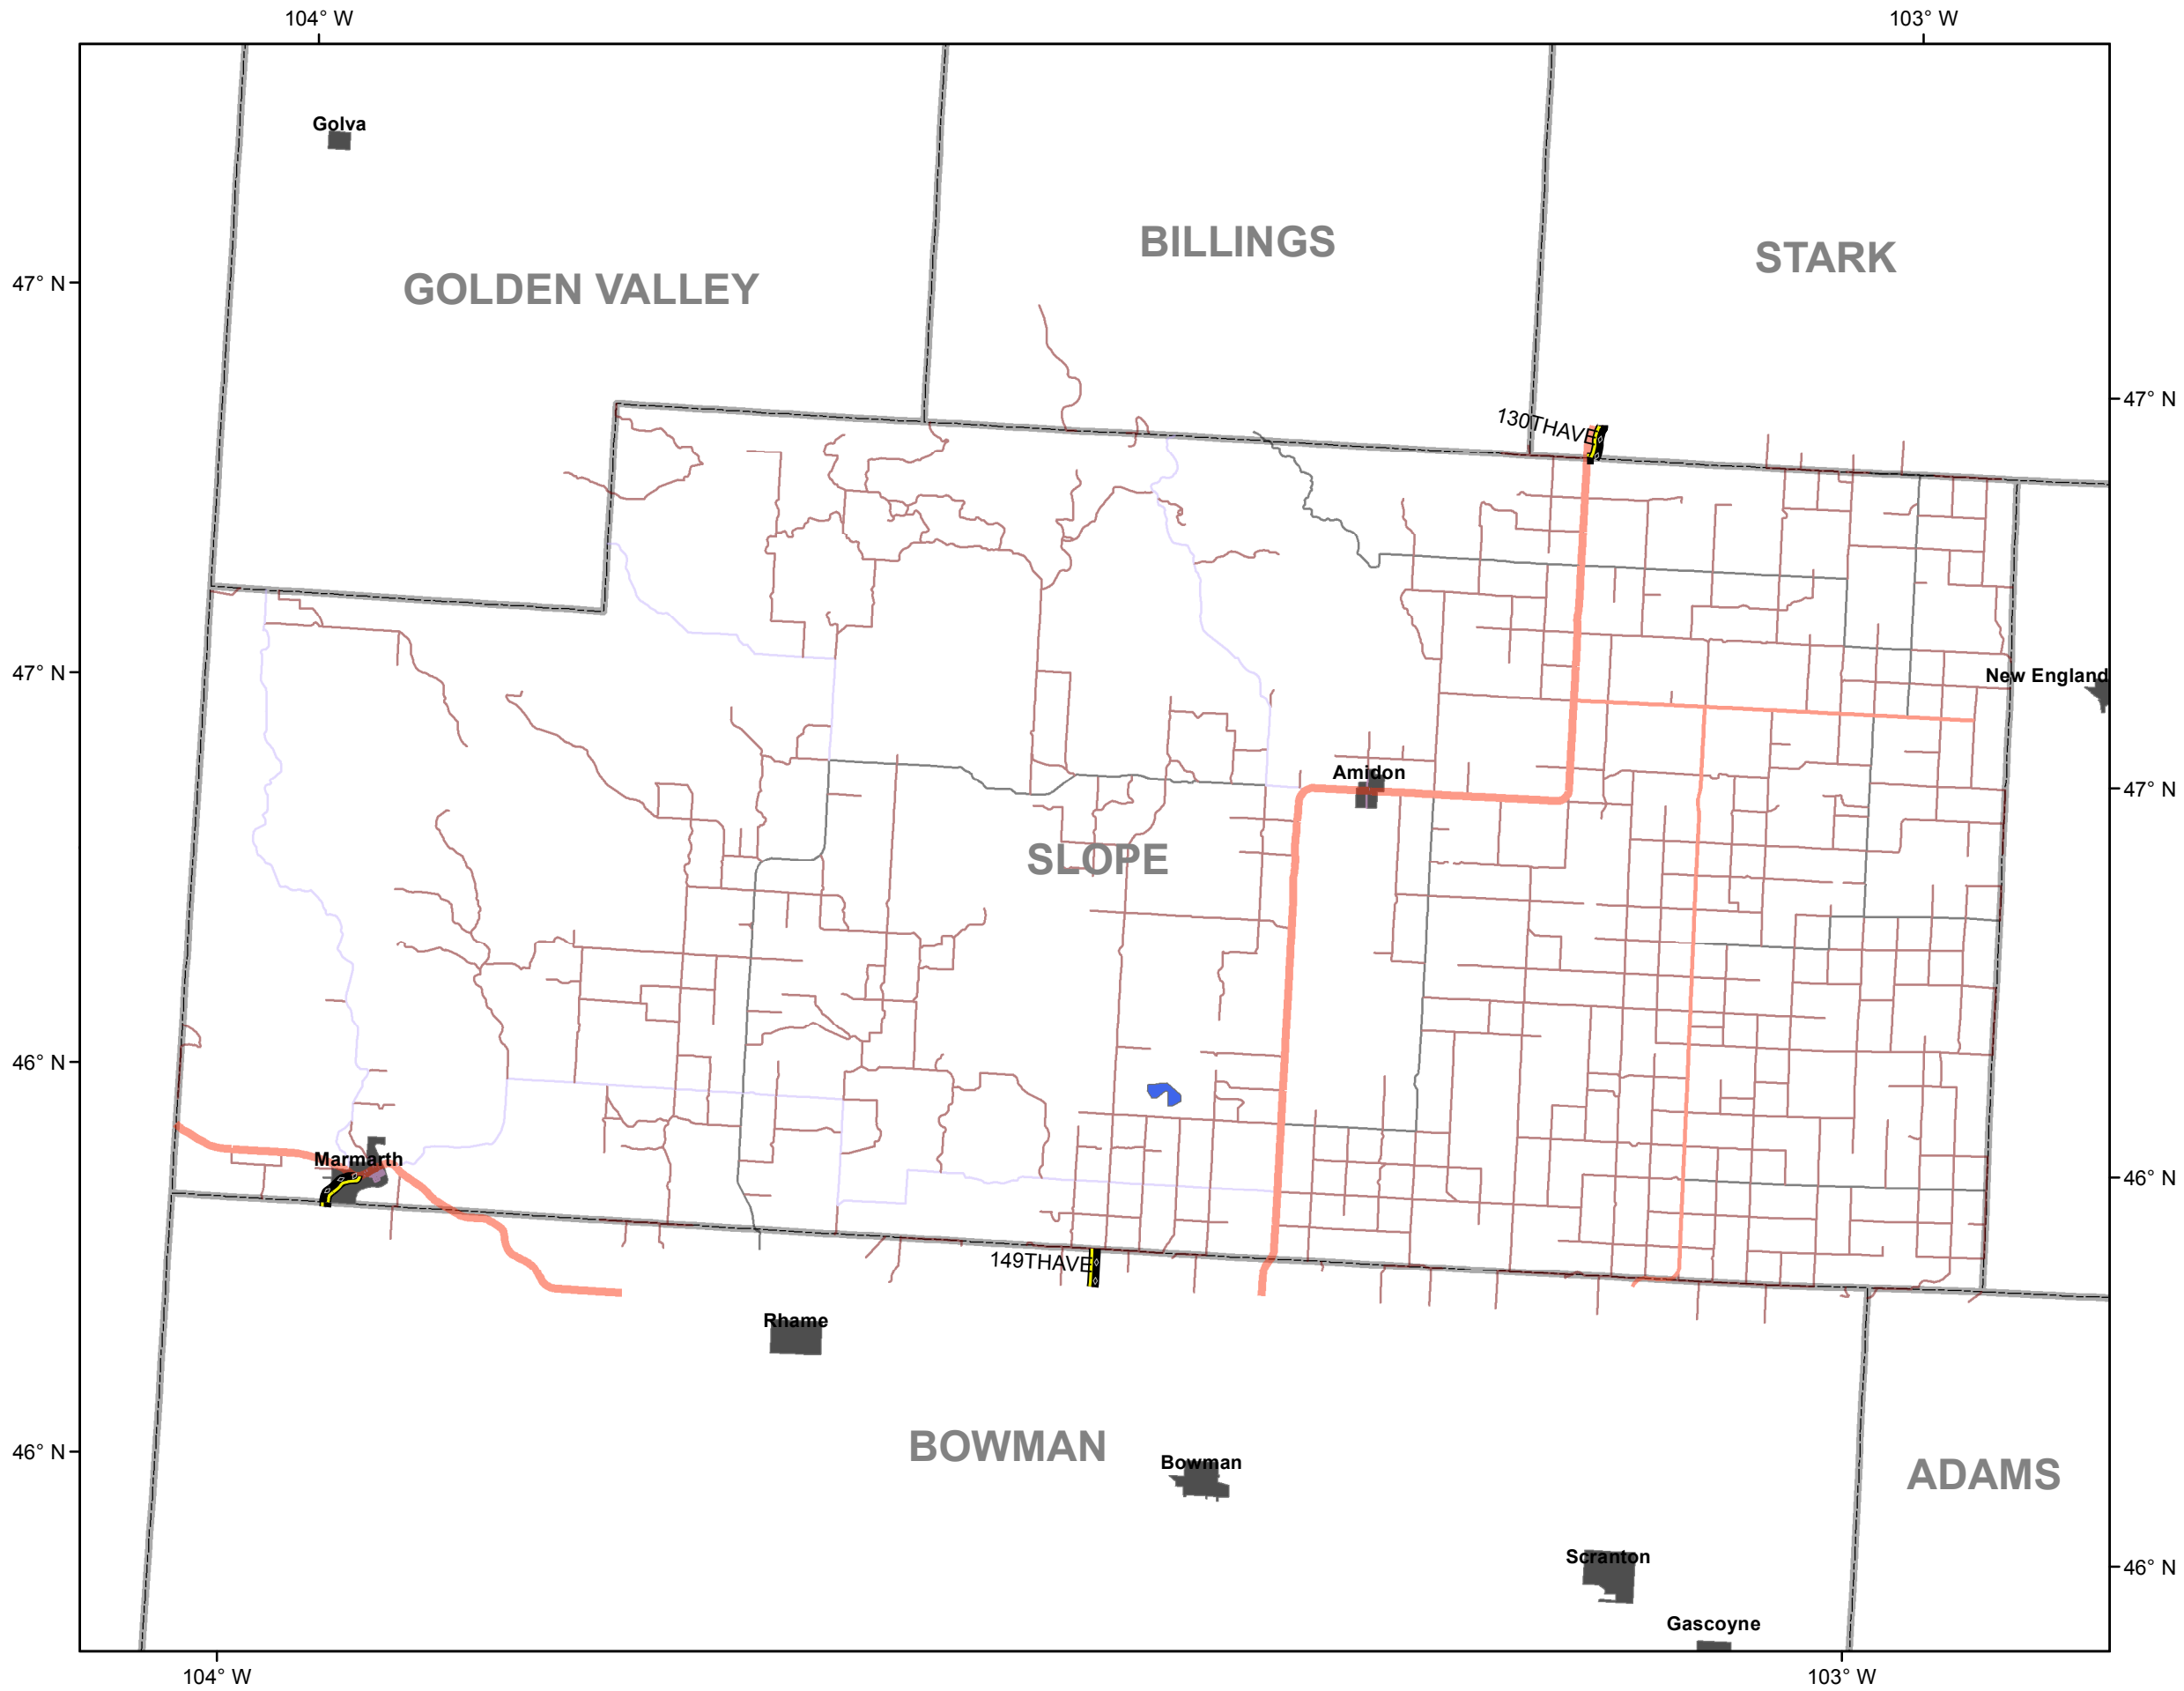 104° W
103° W
Golva
BILLINGS
STARK
GOLDEN VALLEY
47° N
47° N
130THAVE
47° N
New England
Amidon
47° N
SLOPE
46° N
Marmarth
46° N
149THAVE
Rhame
BOWMAN
46° N
Bowman
ADAMS
Scranton
46° N
Gascoyne
104° W
103° W